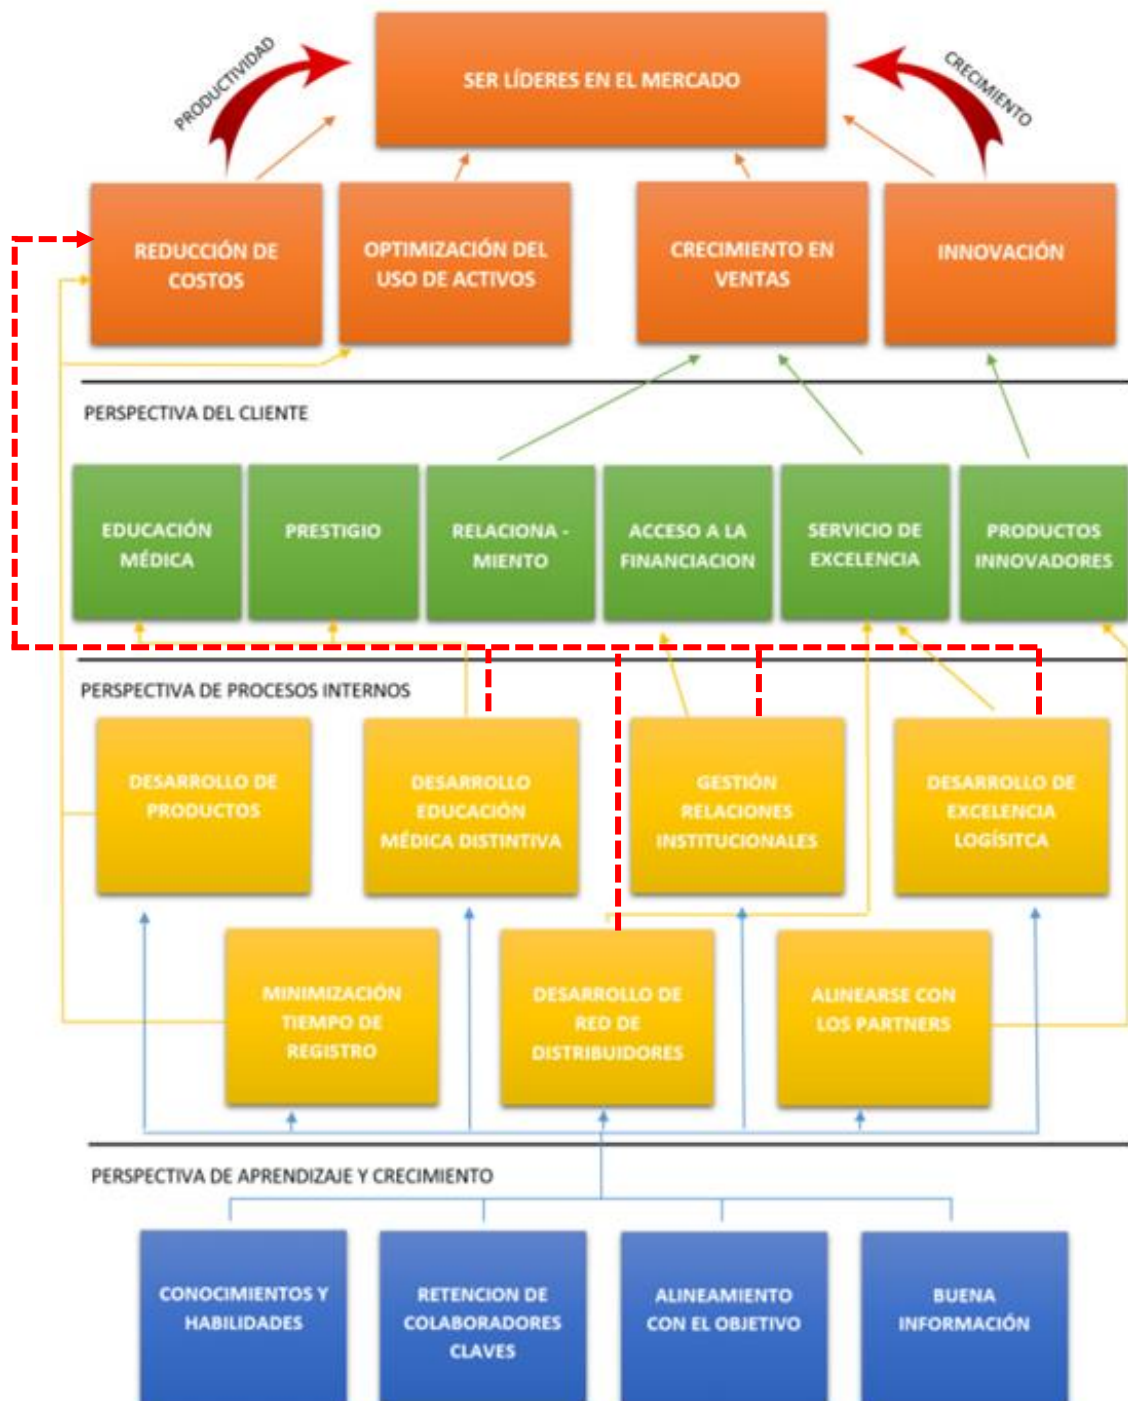 PRODUCTIVIDAD
SER LÍDERES EN EL MERCADO
CRECIMIENTO
REDUCCIÓN DE
COSTOS
OPTIMIZACIÓN DEL
USO DE ACTIVOS
CRECIMIENTO EN
VENTAS
INNOVACIÓN
PERSPECTIVA DEL CLIENTE
EDUCACIÓN
MÉDICA
PRESTIGIO
RELACIONA -
MIENTO
ACCESO A LA
FINANCIACION
SERVICIO DE
EXCELENCIA
PRODUCTOS
INNOVADORES
PERSPECTIVA DE PROCESOS INTERNOS
DESARROLLO DE
PRODUCTOS
DESARROLLO
EDUCACIÓN
MÉDICA DISTINTIVA
GESTIÓN
RELACIONES
INSTITUCIONALES
DESARROLLO DE
EXCELENCIA
LOGÍSITCA
MINIMIZACIÓN
TIEMPO DE
REGISTRO
DESARROLLO DE
RED DE
DISTRIBUIDORES
ALINEARSE CON
LOS PARTNERS
PERSPECTIVA DE APRENDIZAJE Y CRECIMIENTO
CONOCIMIENTOS Y
HABILIDADES
RETENCION DE
COLABORADORES
CLAVES
ALINEAMIENTO
CON EL OBJETIVO
BUENA
INFORMACIÓN